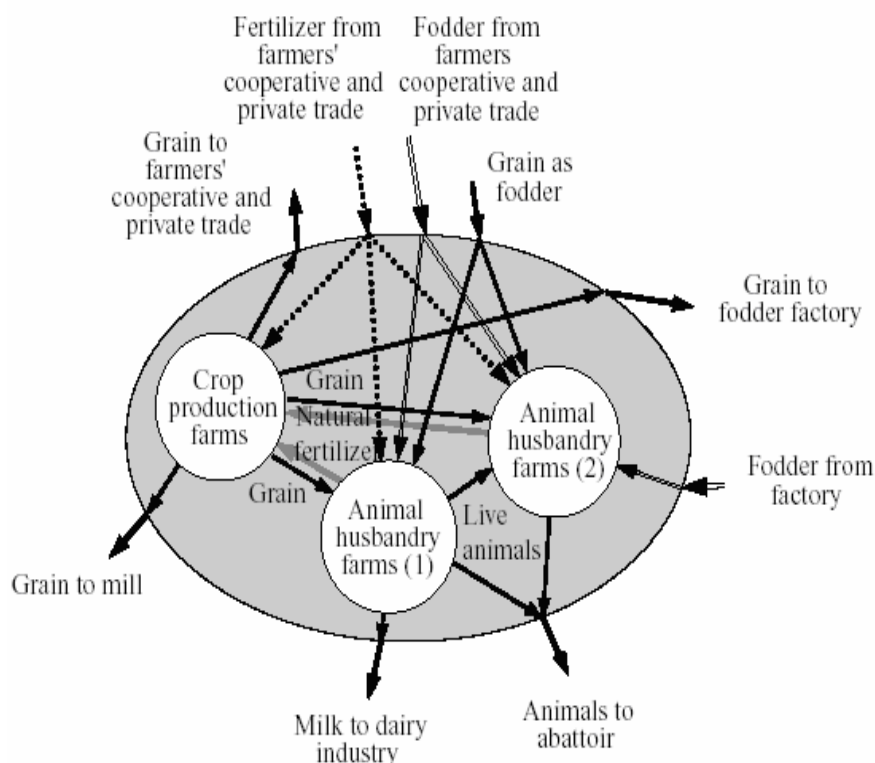 Fertilizer from
farmers'
cooperative and
private trade
Fodder from
farmers
cooperative and
private trade
Grain to
farmers'
cooperative and
private trade
Grain as
fodder
Grain to
fodder factory
Crop
production
farms
Grain
Natural
fertilize
Grain
Animal
husbandry
farms (2)
Animal
husbandry
farms (1)
Live
animals
Fodder from
factory
Grain to mill
Milk to dairy
industry
Animals to
abattoir